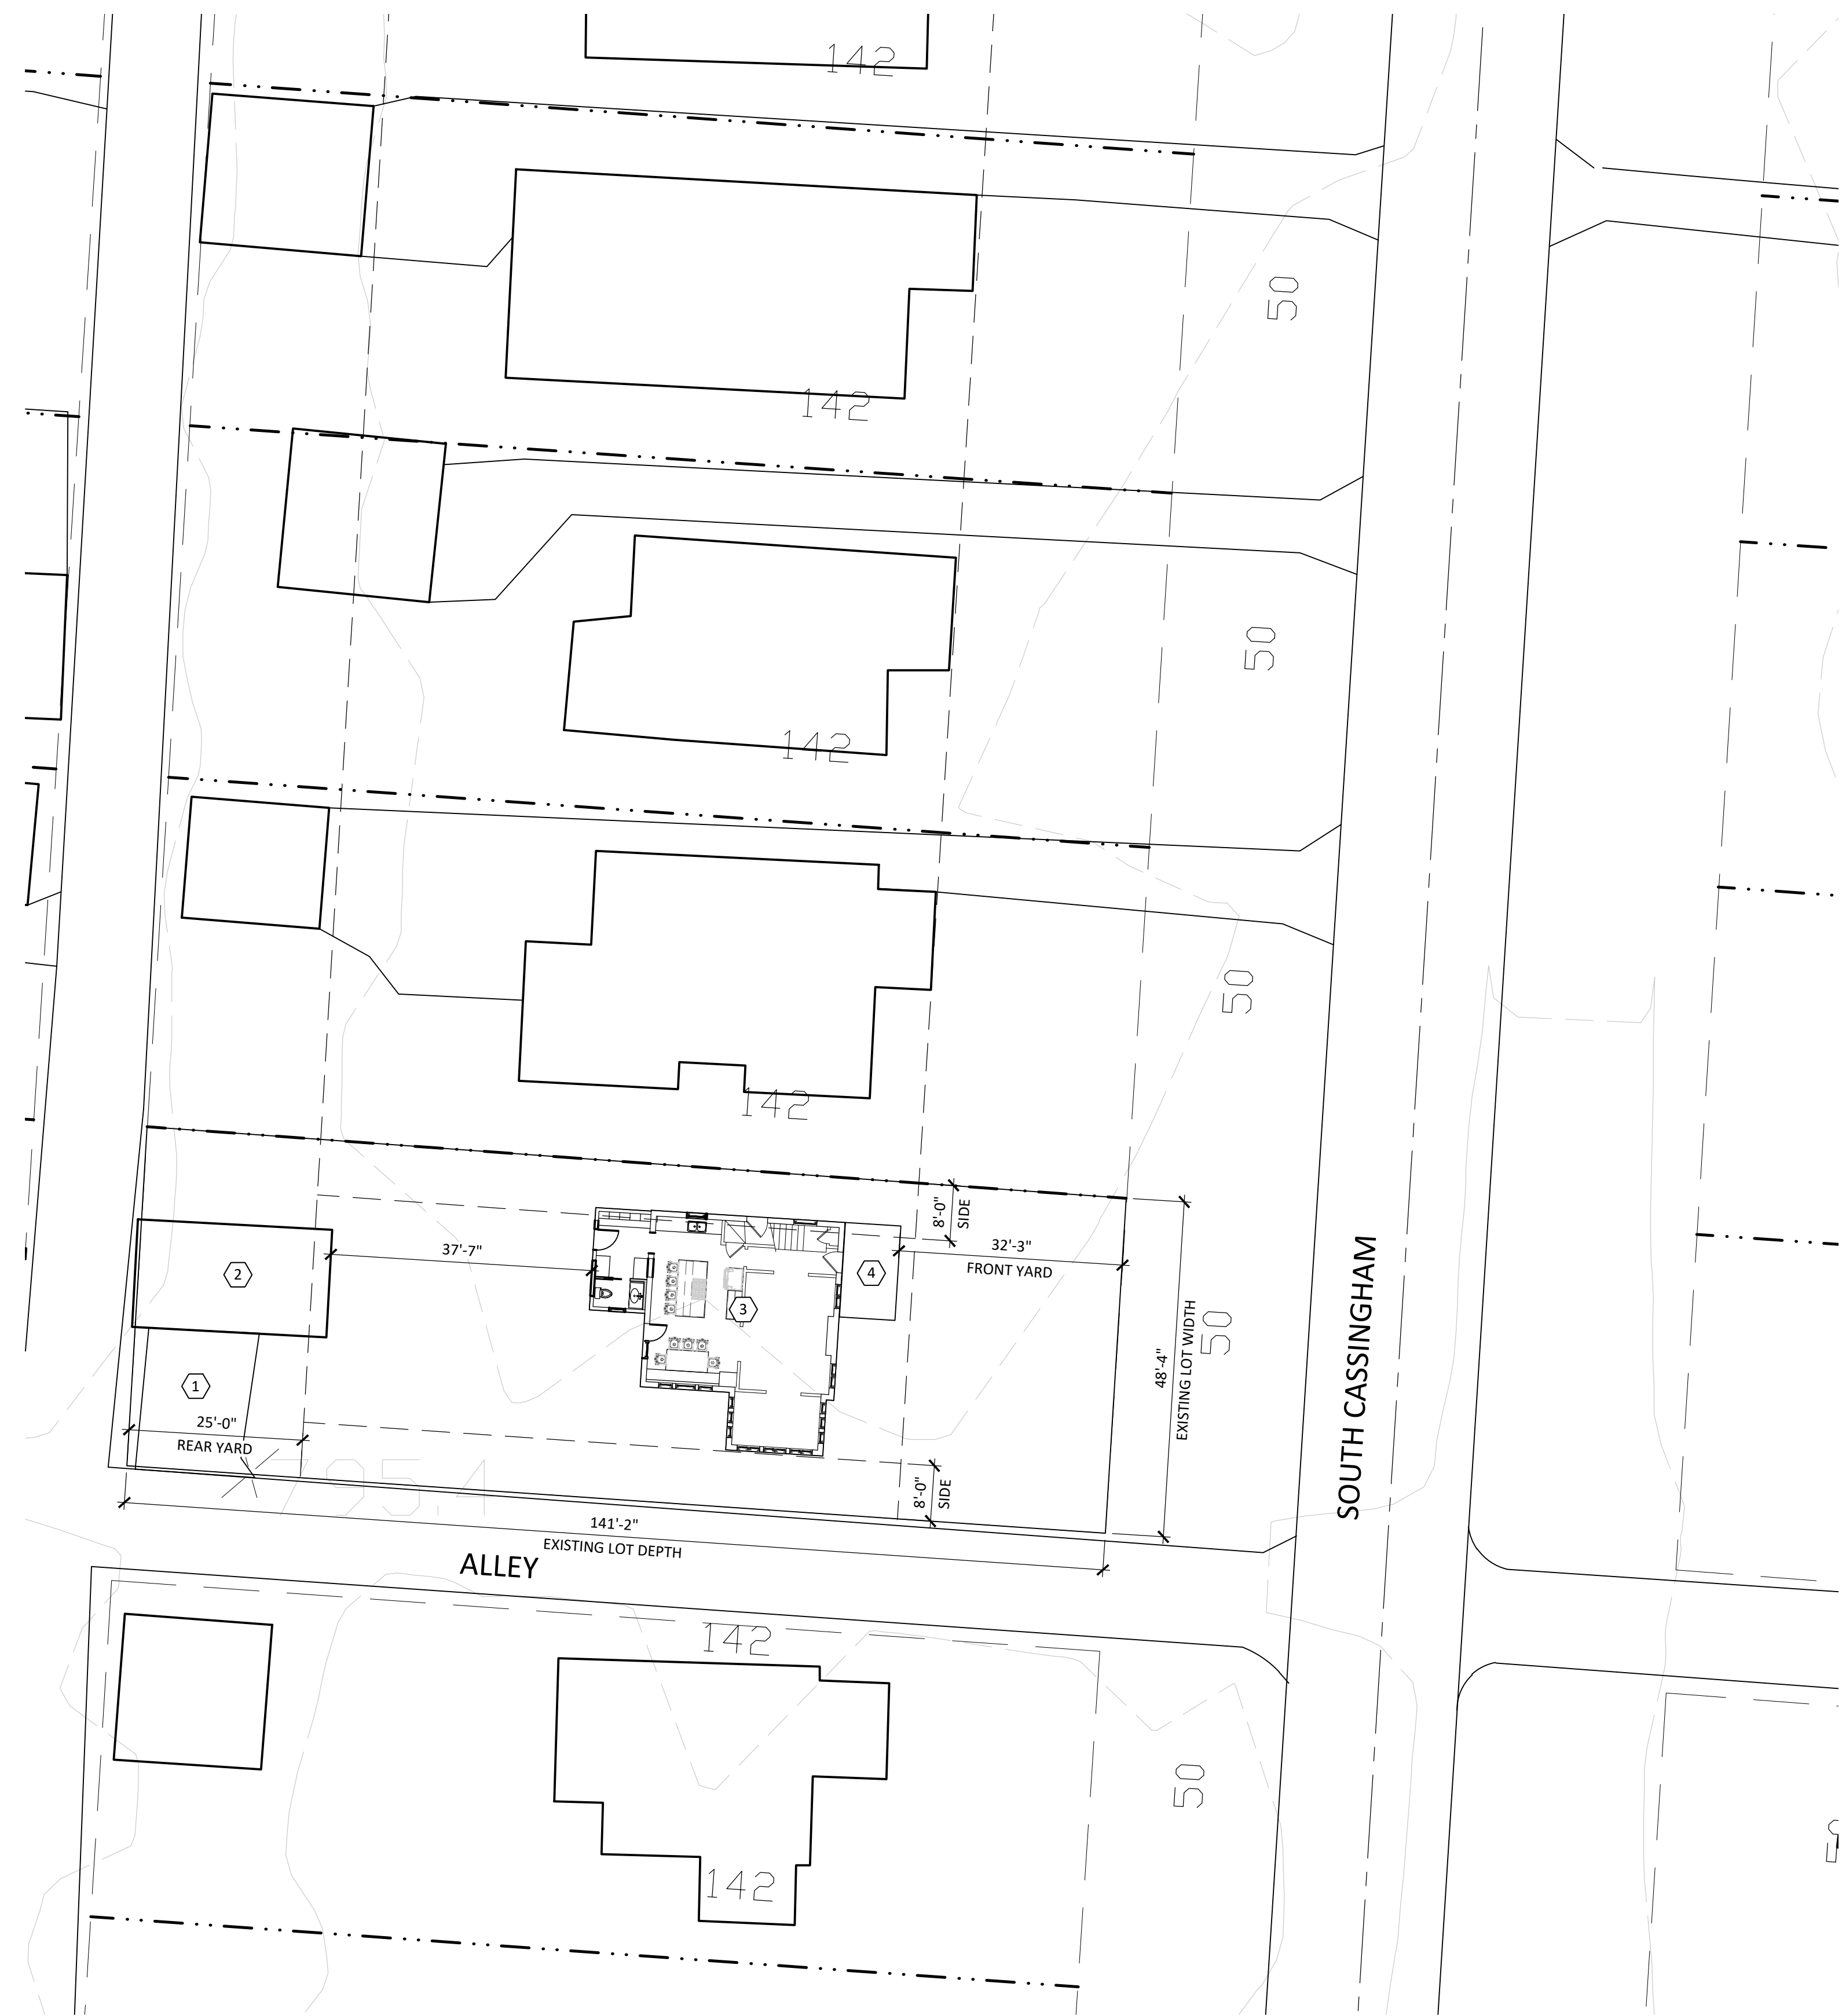 142
50
142
50
142
50
142
8'-0"
SIDE
37'-7"
32'-3"
FRONT YARD
2
4
3
48'-4"
EXISTING LOT WIDTH
50
SOUTH CASSINGHAM
1
25'-0"
REAR YARD
795.4
8'-0"
SIDE
141'-2"
EXISTING LOT DEPTH
ALLEY
142
50
142